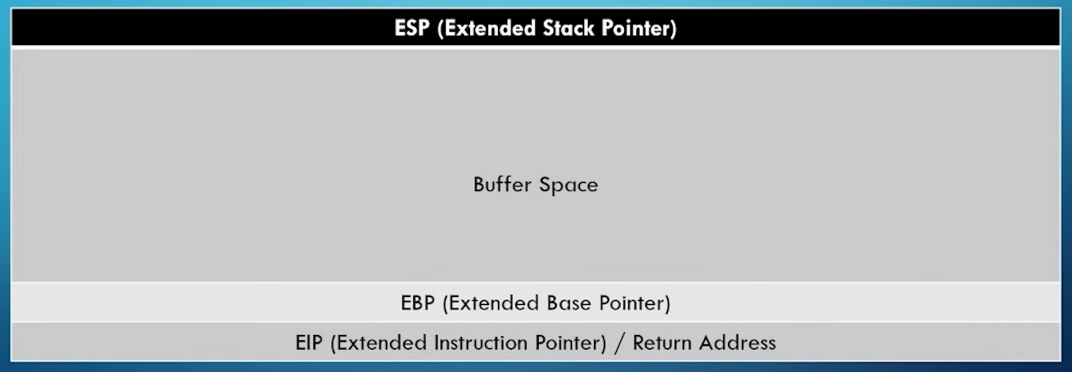 ESP (Extended Stack Pointer)
Buffer Space
EBP (Extended Base Pointer)
EIP (Extended Instruction Pointer) / Return Address